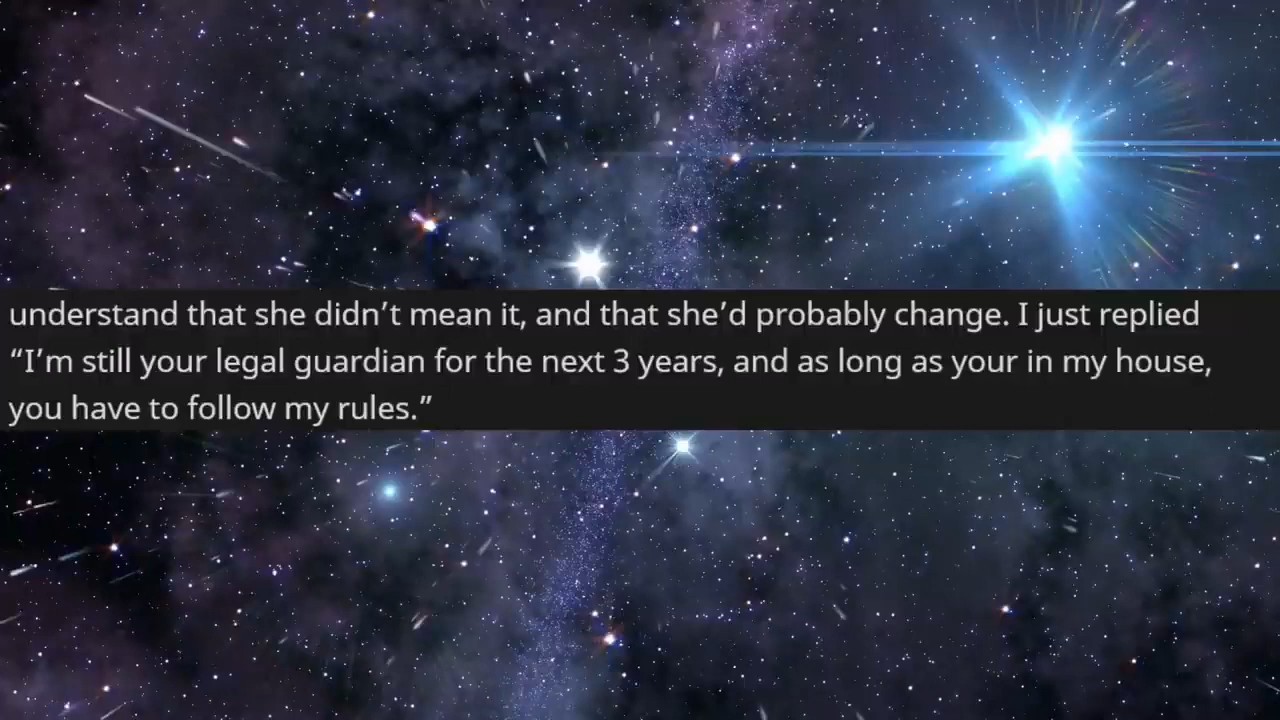 understand that she didn’t mean it, and that she’d probably change. I just replied
“I’m still your legal guardian for the next 3 years, and as long as your in my house,
you have to follow my rules.”